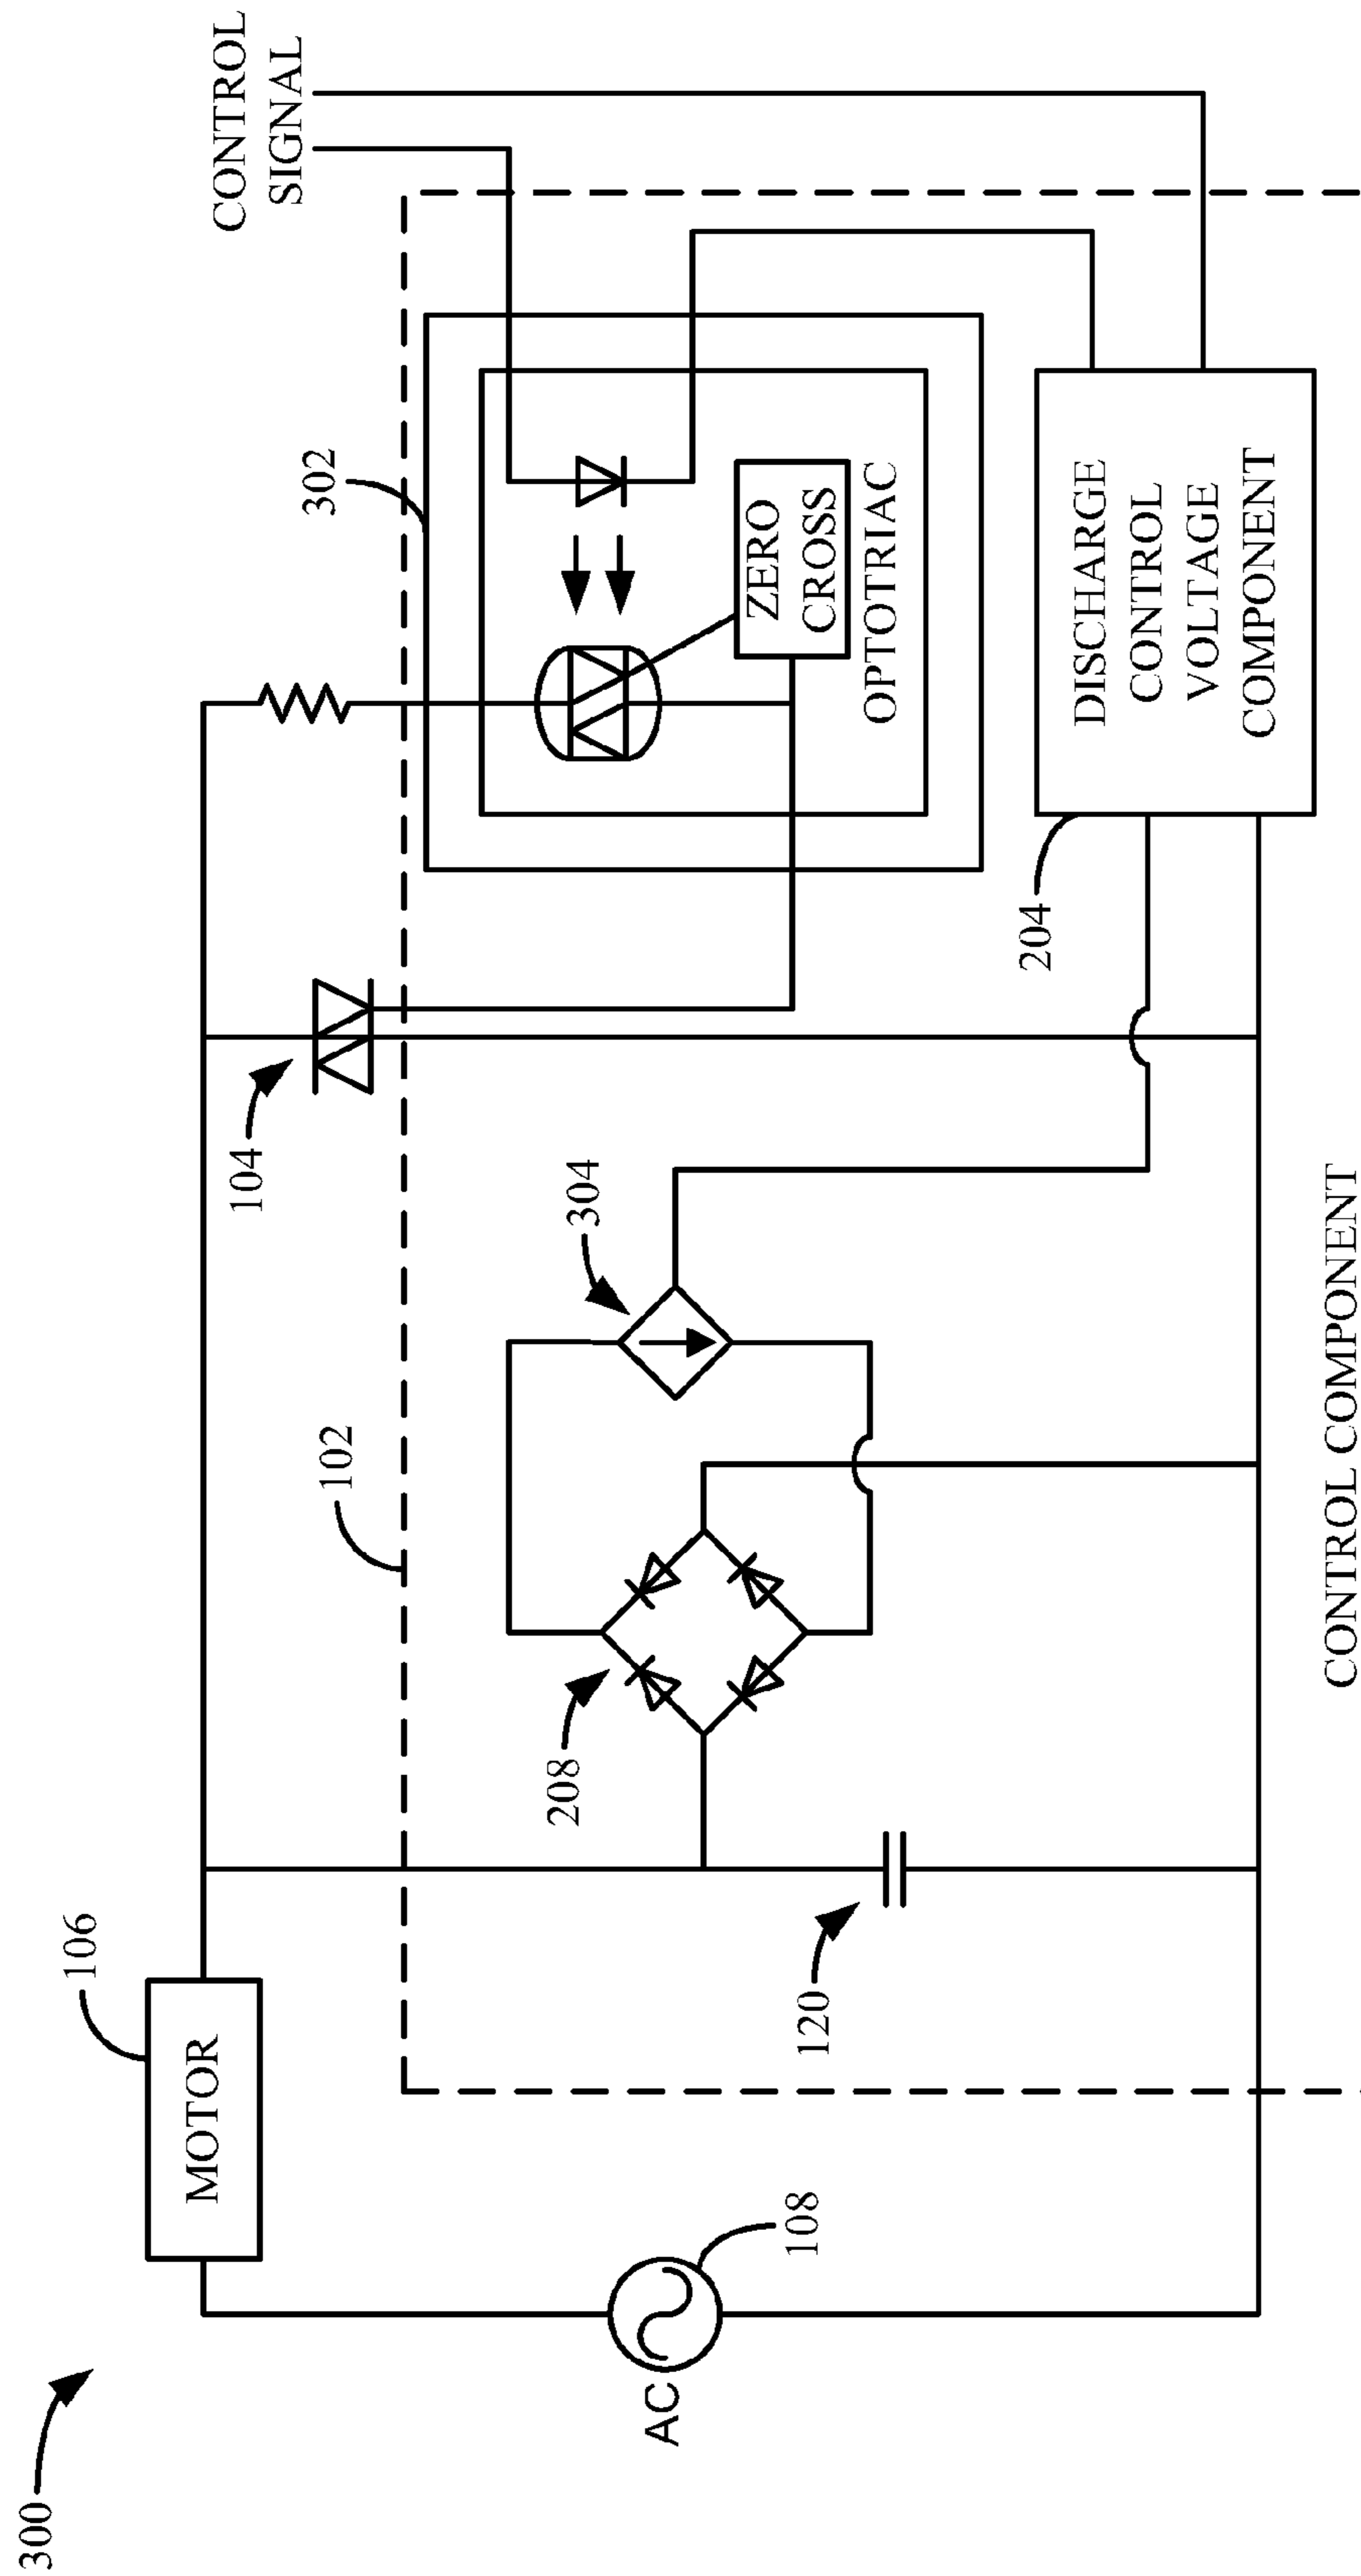 300
106
MOTOR
AC
108
102
104
208
120
304
302
CONTROL
SIGNAL
ZERO
CROSS
OPTOTRIAC
204
DISCHARGE
CONTROL
VOLTAGE
COMPONENT
CONTROL COMPONENT